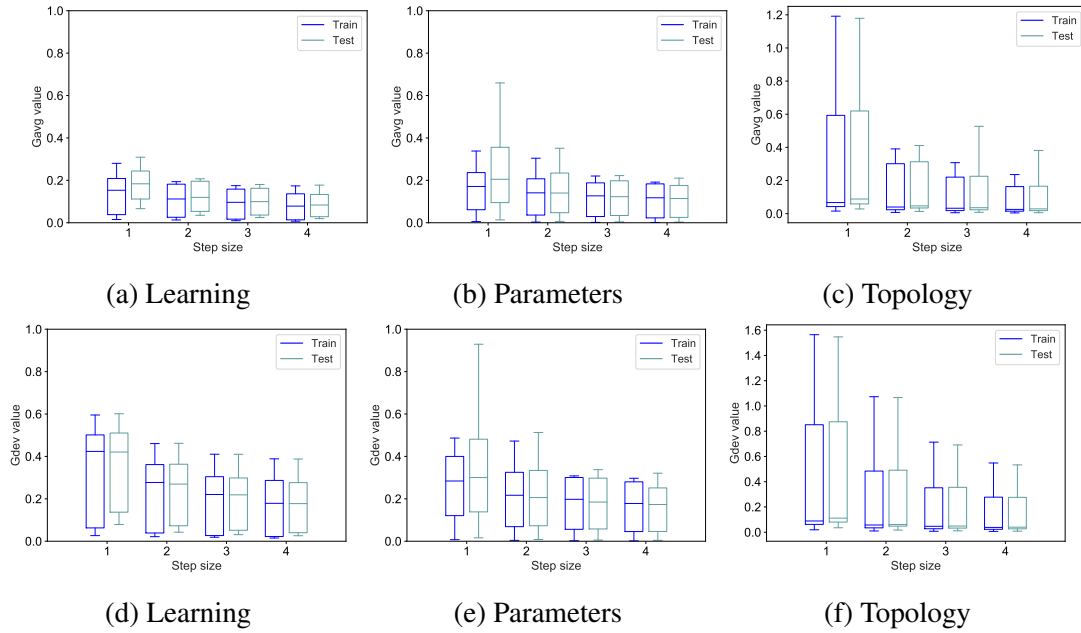 1.0
0.8
0.6
0.4
0.2
0.0
Gavg value
Train
Test
1 2 3 4
Step size
(a) Learning
1.0
0.8
0.6
0.4
0.2
0.0
Gavg value
Train
Test
1 2 3 4
Step size
(b) Parameters
1.2
1.0
0.8
0.6
0.4
0.2
0.0
Gavg value
Train
Test
1 2 3 4
Step size
(c) Topology
1.0
0.8
0.6
0.4
0.2
0.0
Gdev value
Train
Test
1 2 3 4
Step size
(d) Learning
1.0
0.8
0.6
0.4
0.2
0.0
Gdev value
Train
Test
1 2 3 4
Step size
(e) Parameters
1.6
1.4
1.2
1.0
0.8
0.6
0.4
0.2
0.0
Gdev value
Train
Test
1 2 3 4
Step size
(f) Topology